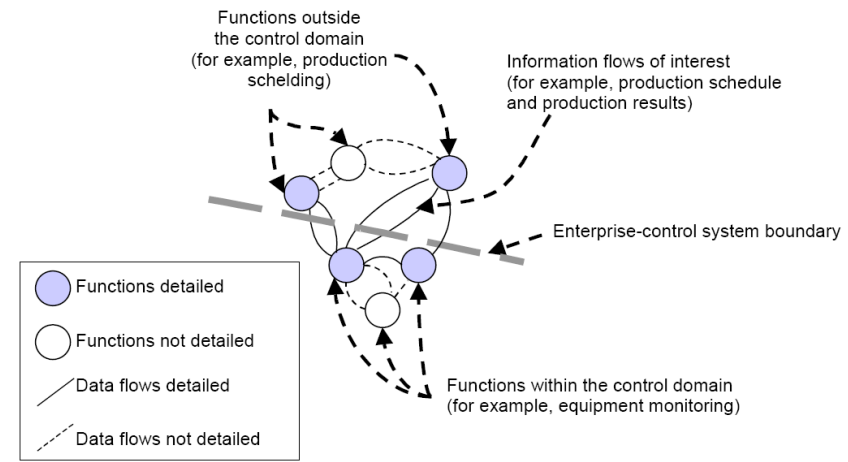 Functions outside
the control domain
(for example, production
schelding)
Information flows of interest
(for example, production schedule
and production results)
Enterprise-control system boundary
Functions detailed
Functions not detailed
Data flows detailed
Data flows not detailed
Functions within the control domain
(for example, equipment monitoring)